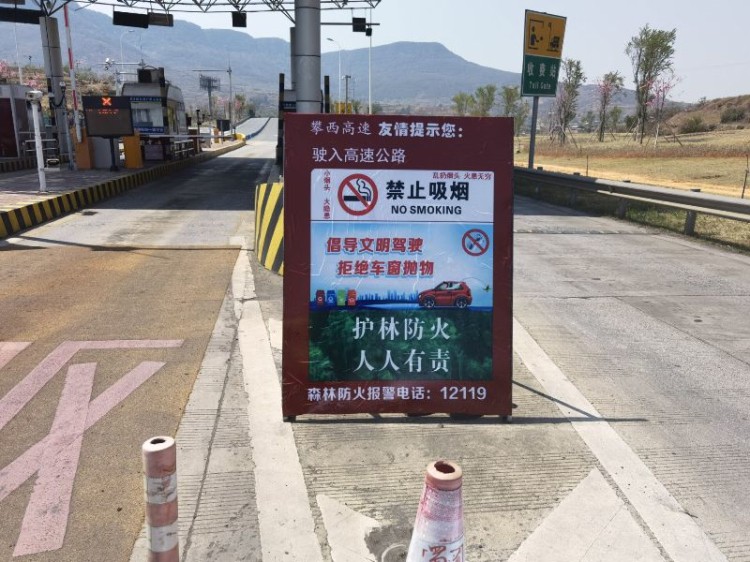 收费站
Toll Gate
攀西高速 友情提示您：
驶入高速公路
小烟头 大隐患
乱扔烟头 火患无穷
禁止吸烟
NO SMOKING
倡导文明驾驶
拒绝车窗抛物
护林防火
人人有责
森林防火报警电话：12119